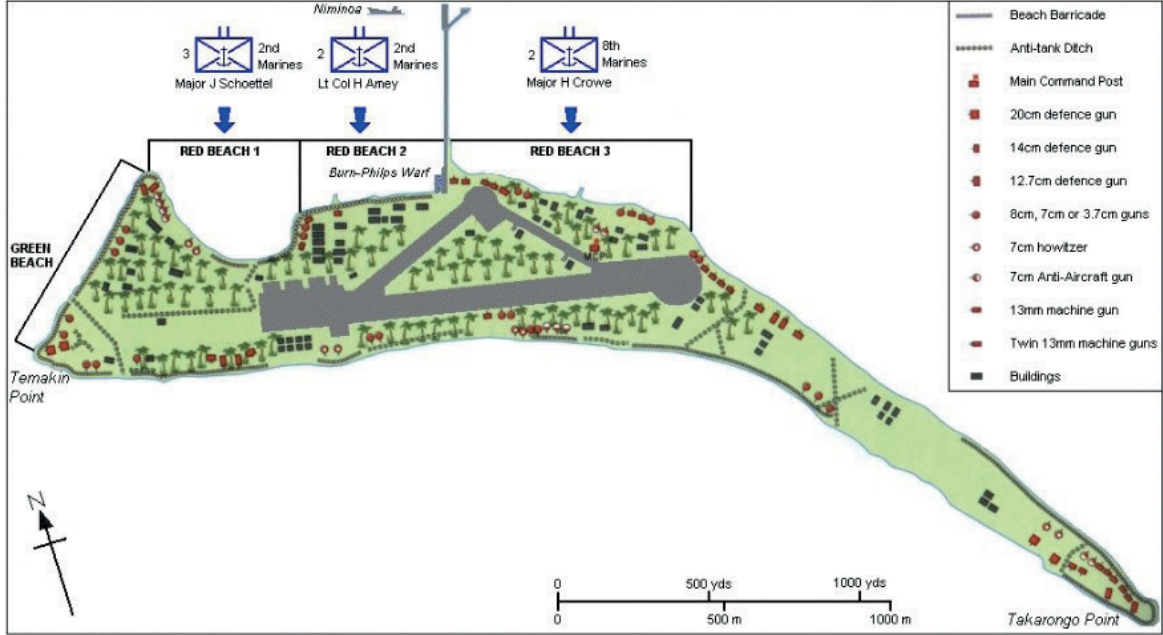 Niminoa
3
2nd
Marines
Major J Schoettel
2
2nd
Marines
Lt Col H Amey
2
8th
Marines
Major H Crowe
RED BEACH 1
RED BEACH 2
RED BEACH 3
Burn-Philps Warf
GREEN
BEACH
MCP
Temakin
Point
N
0
500 yds
1000 yds
0
500 m
1000 m
Takarongo Point
Beach Barricade
Anti-tank Ditch
Main Command Post
20cm defence gun
14cm defence gun
12.7cm defence gun
8cm, 7cm or 3.7cm guns
7cm howitzer
7cm Anti-Aircraft gun
13mm machine gun
Twin 13mm machine guns
Buildings